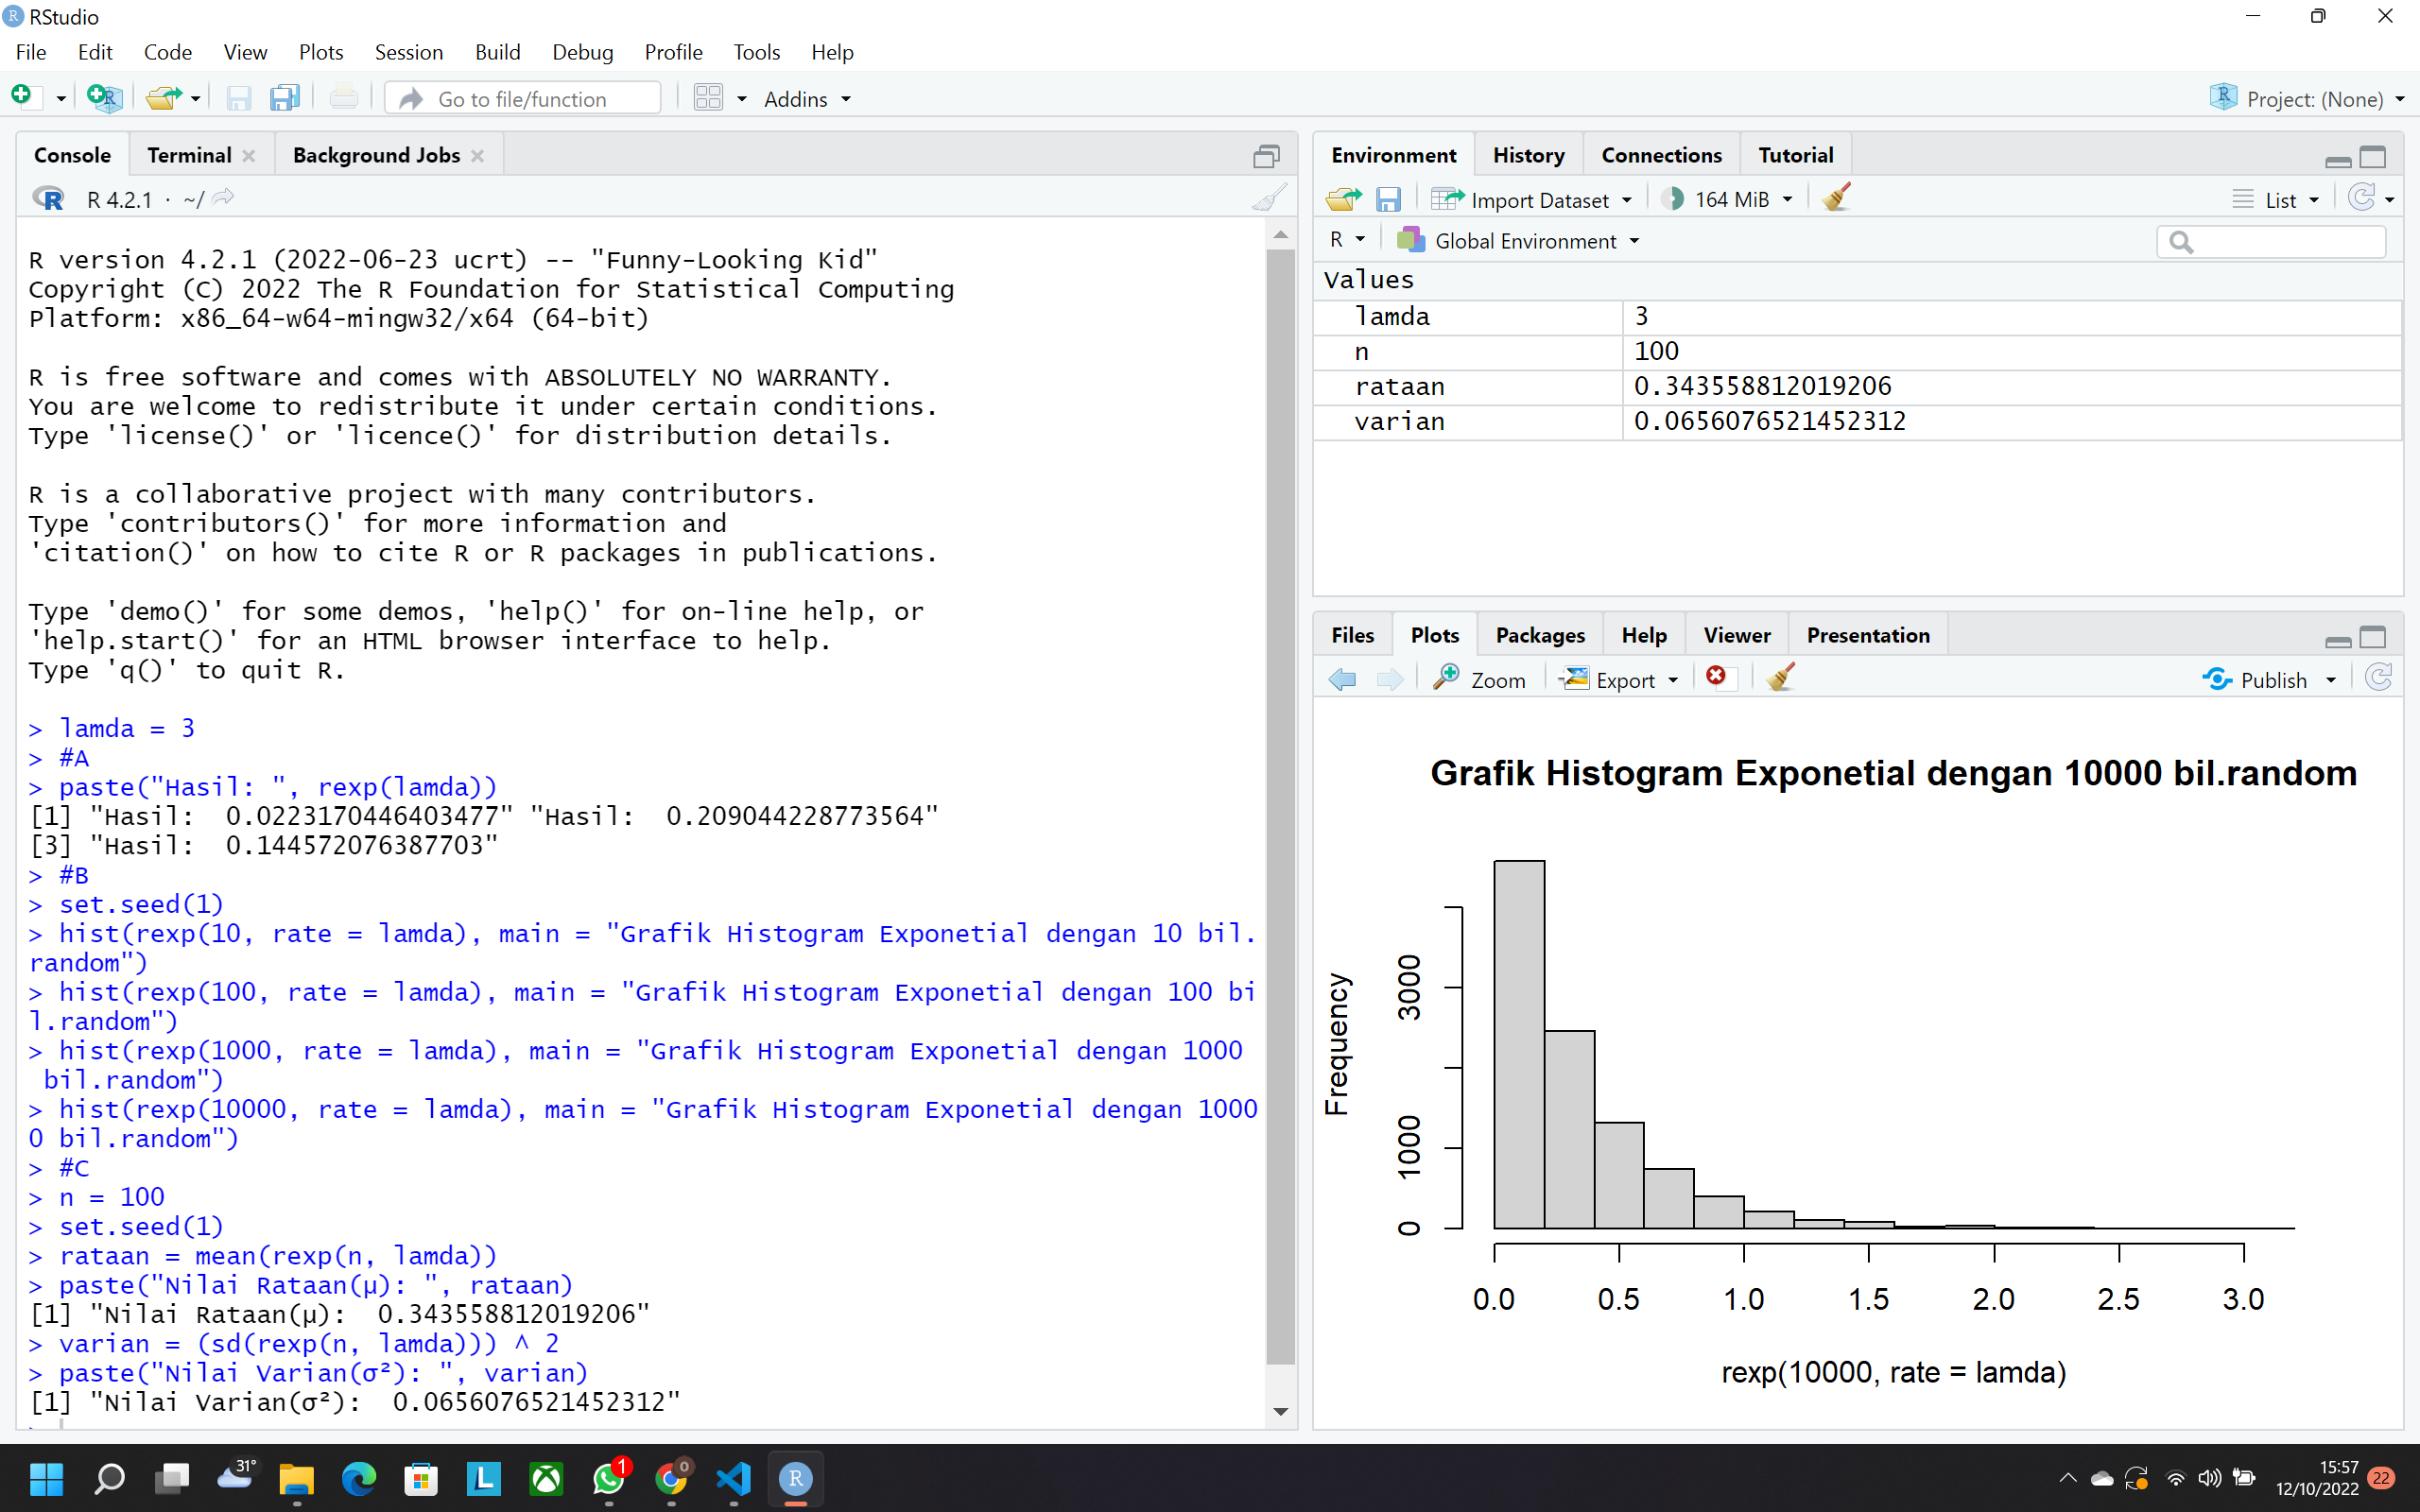 RStudio
File Edit Code View Plots Session Build Debug Profile Tools Help
Go to file/function
Addins
Project: (None)
Console Terminal Background Jobs
R 4.2.1 · ~/
R version 4.2.1 (2022-06-23 ucrt) -- "Funny-Looking Kid"
Copyright (C) 2022 The R Foundation for Statistical Computing
Platform: x86_64-w64-mingw32/x64 (64-bit)
R is free software and comes with ABSOLUTELY NO WARRANTY.
You are welcome to redistribute it under certain conditions.
Type 'license()' or 'licence()' for distribution details.
R is a collaborative project with many contributors.
Type 'contributors()' for more information and
'citation()' on how to cite R or R packages in publications.
Type 'demo()' for some demos, 'help()' for on-line help, or
'help.start()' for an HTML browser interface to help.
Type 'q()' to quit R.
> lamda = 3
> #A
> paste("Hasil: ", rexp(lamda))
[1] "Hasil:  0.0223170446403477" "Hasil:  0.209044228773564"
[3] "Hasil:  0.144572076387703"
> #B
> set.seed(1)
> hist(rexp(10, rate = lamda), main = "Grafik Histogram Exponetial dengan 10 bil.
random")
> hist(rexp(100, rate = lamda), main = "Grafik Histogram Exponetial dengan 100 bi
l.random")
> hist(rexp(1000, rate = lamda), main = "Grafik Histogram Exponetial dengan 1000
 bil.random")
> hist(rexp(10000, rate = lamda), main = "Grafik Histogram Exponetial dengan 1000
0 bil.random")
> #C
> n = 100
> set.seed(1)
> rataan = mean(rexp(n, lamda))
> paste("Nilai Rataan(μ): ", rataan)
[1] "Nilai Rataan(μ):  0.343558812019206"
> varian = (sd(rexp(n, lamda))) ^ 2
> paste("Nilai Varian(σ²): ", varian)
[1] "Nilai Varian(σ²):  0.0656076521452312"
Environment History Connections Tutorial
Import Dataset
164 MiB
List
R
Global Environment
Values
lamda 3
n 100
rataan 0.343558812019206
varian 0.0656076521452312
Files Plots Packages Help Viewer Presentation
Zoom Export Publish
Grafik Histogram Exponetial dengan 10000 bil.random
Frequency
3000
1000
0
0.0 0.5 1.0 1.5 2.0 2.5 3.0
rexp(10000, rate = lamda)
31°
L
1
0
R
15:57
12/10/2022
22